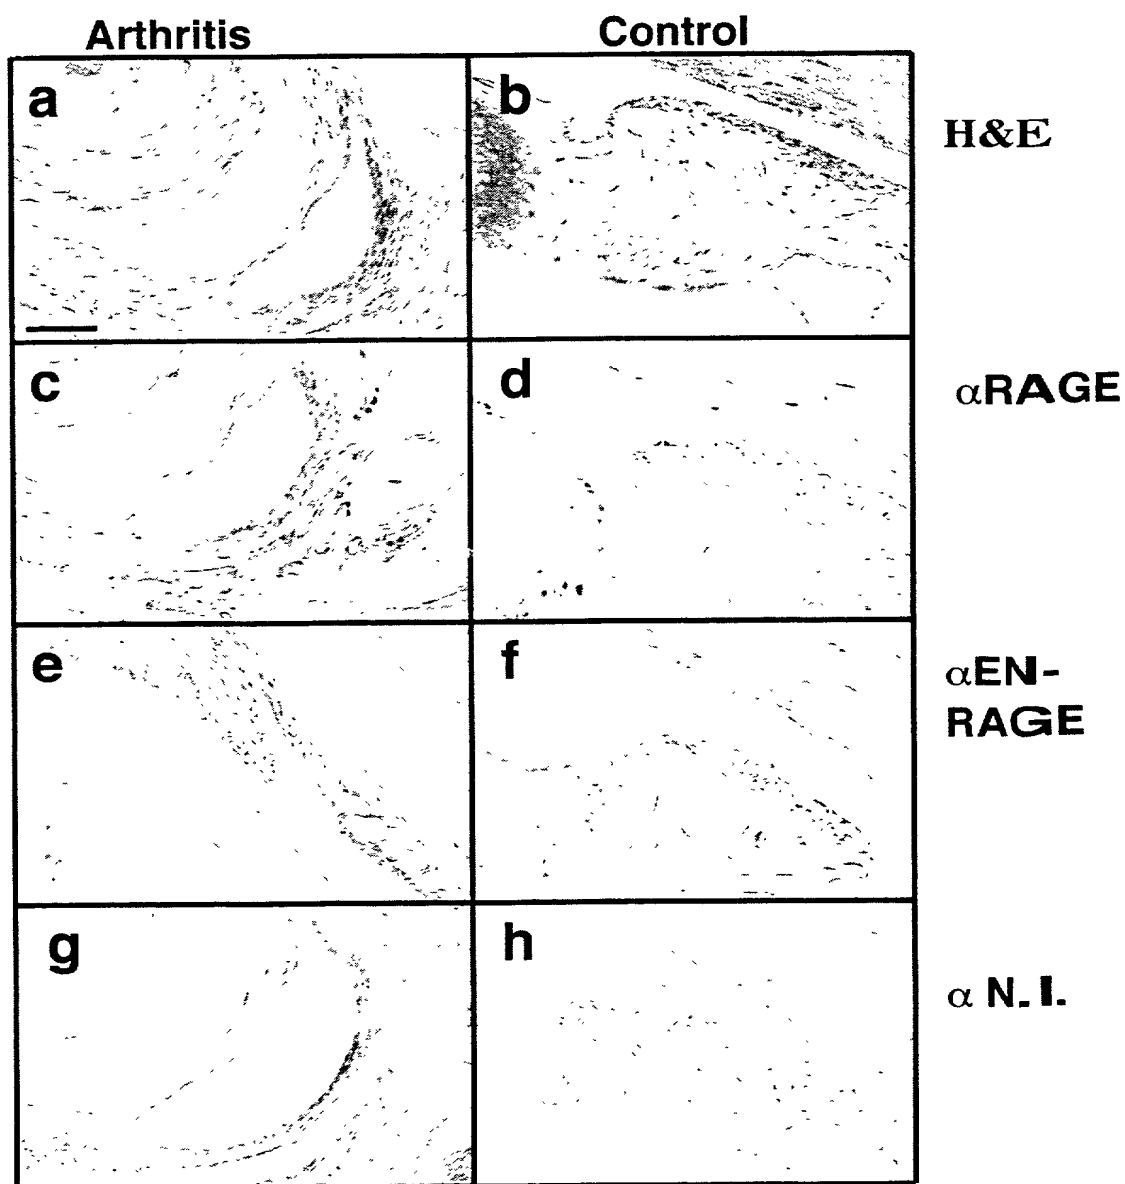 Arthritis Control
a b H&E
c d αRAGE
e f αEN-
RAGE
g h α N.I.